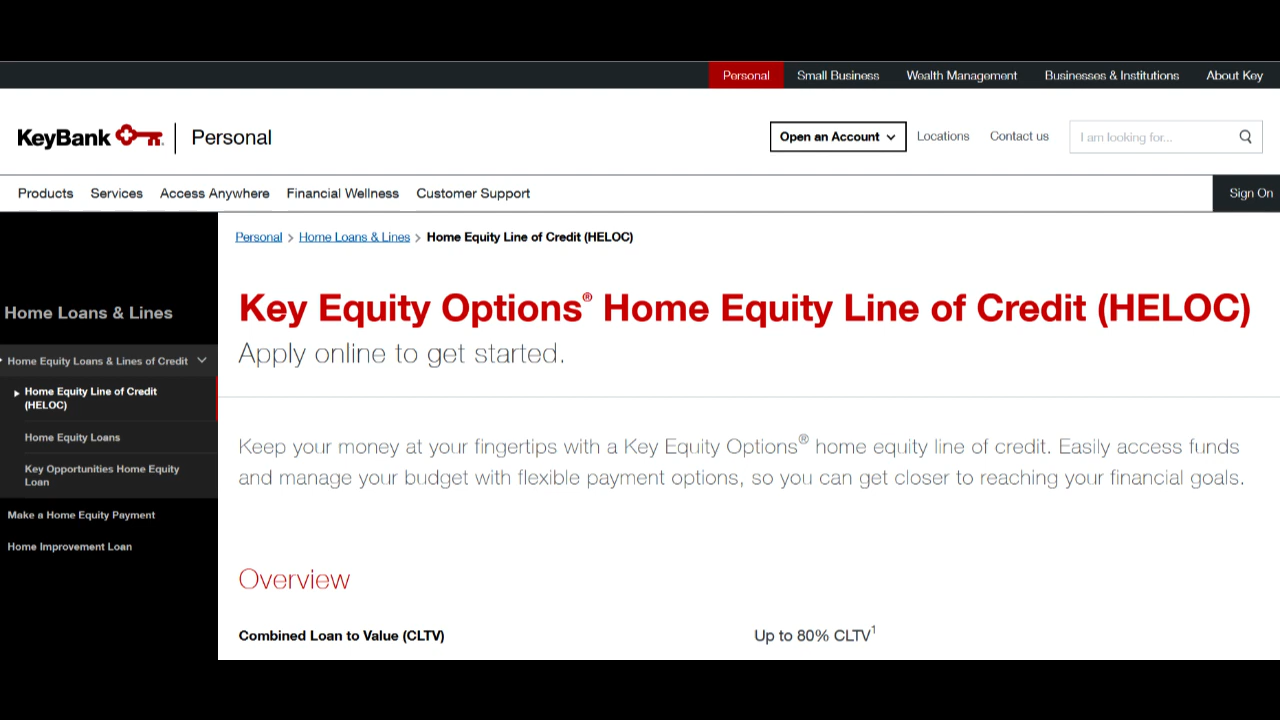 Personal Small Business Wealth Management Businesses & Institutions About Key
KeyBank Personal
Open an Account Locations Contact us I am looking for...
Products Services Access Anywhere Financial Wellness Customer Support Sign On
Personal > Home Loans & Lines > Home Equity Line of Credit (HELOC)
Home Loans & Lines
Home Equity Loans & Lines of Credit
Home Equity Line of Credit
(HELOC)
Home Equity Loans
Key Opportunities Home Equity
Loan
Make a Home Equity Payment
Home Improvement Loan
Key Equity Options® Home Equity Line of Credit (HELOC)
Apply online to get started.
Keep your money at your fingertips with a Key Equity Options® home equity line of credit. Easily access funds
and manage your budget with flexible payment options, so you can get closer to reaching your financial goals.
Overview
Combined Loan to Value (CLTV) Up to 80% CLTV1